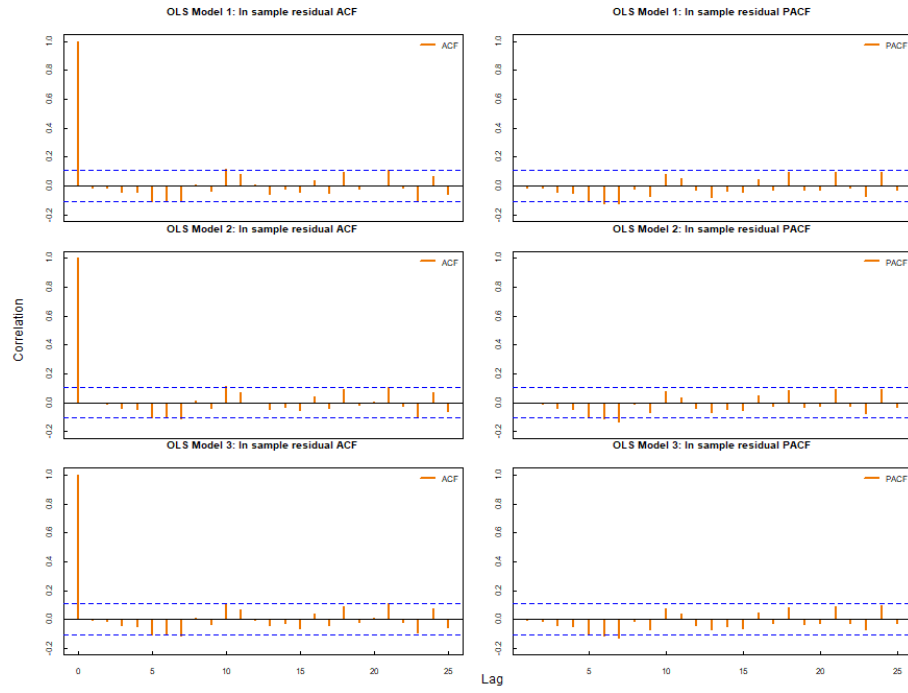 OLS Model 1: In sample residual ACF
1.0
0.8
0.6
0.4
0.2
0.0
-0.2
ACF
OLS Model 1: In sample residual PACF
1.0
0.8
0.6
0.4
0.2
0.0
-0.2
PACF
OLS Model 2: In sample residual ACF
1.0
0.8
0.6
0.4
0.2
0.0
-0.2
ACF
OLS Model 2: In sample residual PACF
1.0
0.8
0.6
0.4
0.2
0.0
-0.2
PACF
Correlation
OLS Model 3: In sample residual ACF
1.0
0.8
0.6
0.4
0.2
0.0
-0.2
ACF
0 5 10 15 20 25
OLS Model 3: In sample residual PACF
1.0
0.8
0.6
0.4
0.2
0.0
-0.2
PACF
5 10 15 20 25
Lag